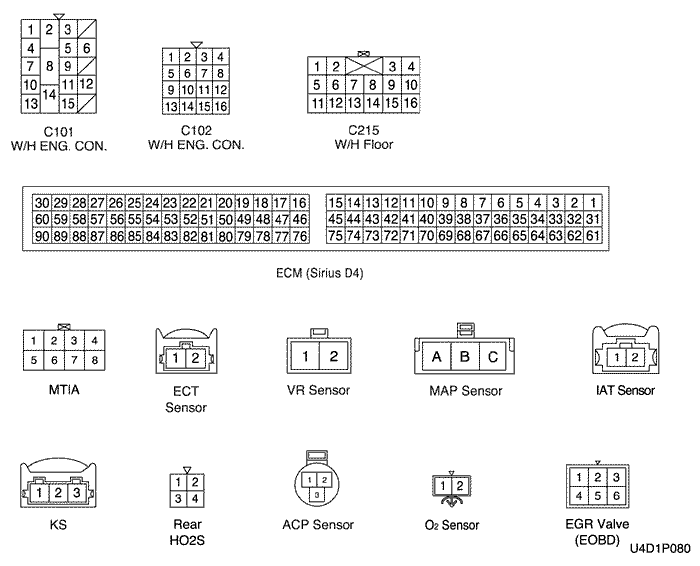 1 2 3
4 5 6
7 8 9
10 11 12
13 14 15
C101
W/H ENG. CON.
1 2 3 4
5 6 7 8
9 10 11 12
13 14 15 16
C102
W/H ENG. CON.
1 2 3 4
5 6 7 8 9 10
11 12 13 14 15 16
C215
W/H Floor
30 29 28 27 26 25 24 23 22 21 20 19 18 17 16 15 14 13 12 11 10 9 8 7 6 5 4 3 2 1
60 59 58 57 56 55 54 53 52 51 50 49 48 47 46 45 44 43 42 41 40 39 38 37 36 35 34 33 32 31
90 89 88 87 86 85 84 83 82 81 80 79 78 77 76 75 74 73 72 71 70 69 68 67 66 65 64 63 62 61
ECM (Sirius D4)
1 2 3 4
5 6 7 8
MTIA
1 2
ECT
Sensor
1 2
VR Sensor
A B C
MAP Sensor
1 2
IAT Sensor
1 2 3
KS
1 2
3 4
Rear
HO2S
1 2
3
ACP Sensor
1 2
O2 Sensor
1 2 3
4 5 6
EGR Valve
(EOBD)
U4D1P080